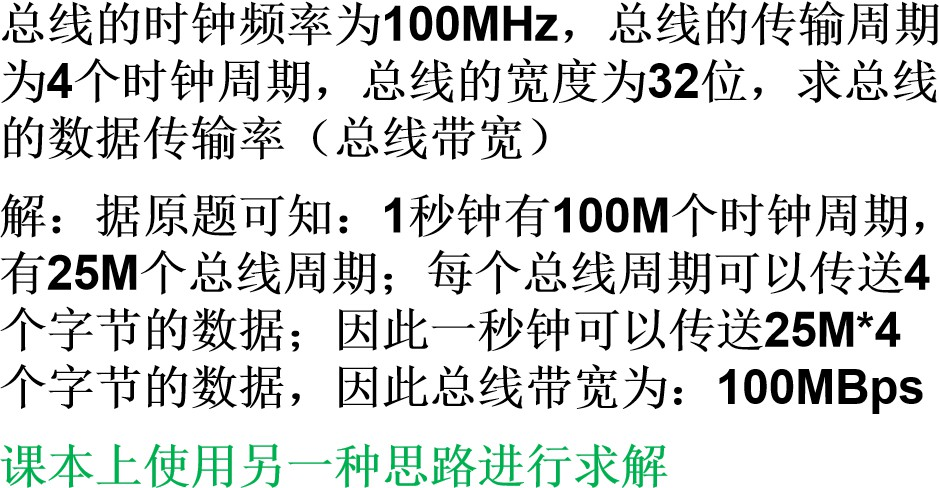 总线的时钟频率为100MHz，总线的传输周期
为4个时钟周期，总线的宽度为32位，求总线
的数据传输率（总线带宽）
解：据原题可知：1秒钟有100M个时钟周期，
有25M个总线周期；每个总线周期可以传送4
个字节的数据；因此一秒钟可以传送25M*4
个字节的数据，因此总线带宽为：100MBps
课本上使用另一种思路进行求解